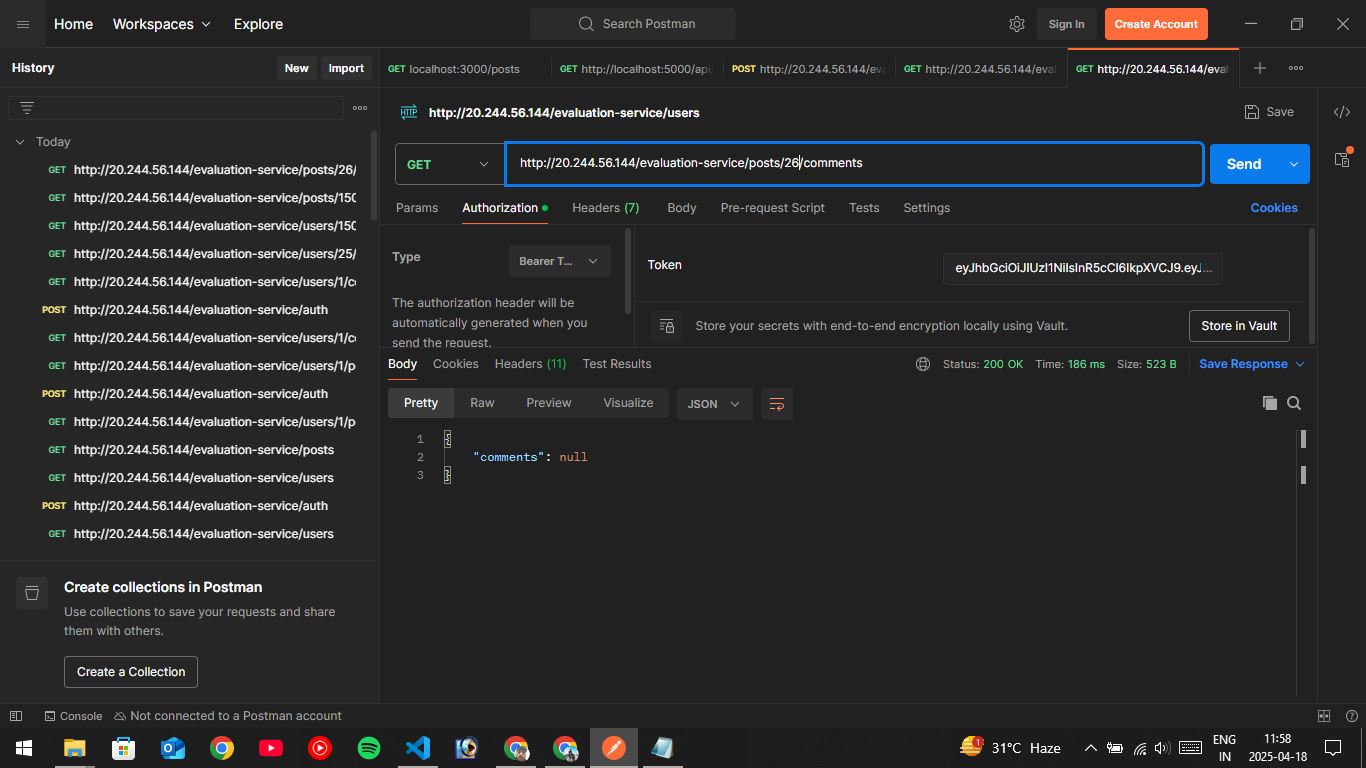 Home Workspaces Explore Search Postman Sign In Create Account
History New Import
GET localhost:3000/posts GET http://localhost:5000/api/ POST http://20.244.56.144/eva GET http://20.244.56.144/eval GET http://20.244.56.144/eval
HTTP http://20.244.56.144/evaluation-service/users Save
GET http://20.244.56.144/evaluation-service/posts/26/comments Send
Params Authorization Headers (7) Body Pre-request Script Tests Settings Cookies
Today
GET http://20.244.56.144/evaluation-service/posts/26/
GET http://20.244.56.144/evaluation-service/posts/150
GET http://20.244.56.144/evaluation-service/users/150
GET http://20.244.56.144/evaluation-service/users/25/
GET http://20.244.56.144/evaluation-service/users/1/co
POST http://20.244.56.144/evaluation-service/auth
GET http://20.244.56.144/evaluation-service/users/1/co
GET http://20.244.56.144/evaluation-service/users/1/p
POST http://20.244.56.144/evaluation-service/auth
GET http://20.244.56.144/evaluation-service/users/1/p
GET http://20.244.56.144/evaluation-service/posts
GET http://20.244.56.144/evaluation-service/users
POST http://20.244.56.144/evaluation-service/auth
GET http://20.244.56.144/evaluation-service/users
Type Bearer T...
The authorization header will be
automatically generated when you
send the request.
Token
Store your secrets with end-to-end encryption locally using Vault. Store in Vault
Body Cookies Headers (11) Test Results Status: 200 OK Time: 186 ms Size: 523 B Save Response
Pretty Raw Preview Visualize JSON
1 {
2 "comments": null
3 }
Create collections in Postman
Use collections to save your requests and share
them with others.
Create a Collection
Console Not connected to a Postman account
1 31°C Haze ENG 11:58
IN 2025-04-18